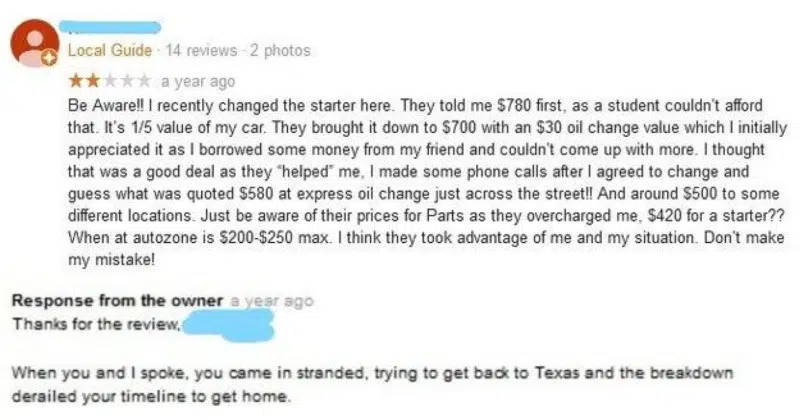 Local Guide · 14 reviews · 2 photos
a year ago
Be Aware!! I recently changed the starter here. They told me $780 first, as a student couldn't afford
that. It's 1/5 value of my car. They brought it down to $700 with an $30 oil change value which I initially
appreciated it as I borrowed some money from my friend and couldn't come up with more. I thought
that was a good deal as they "helped" me, I made some phone calls after I agreed to change and
guess what was quoted $580 at express oil change just across the street!! And around $500 to some
different locations. Just be aware of their prices for Parts as they overcharged me, $420 for a starter??
When at autozone is $200-$250 max. I think they took advantage of me and my situation. Don't make
my mistake!
Response from the owner a year ago
Thanks for the review,
When you and I spoke, you came in stranded, trying to get back to Texas and the breakdown
derailed your timeline to get home.